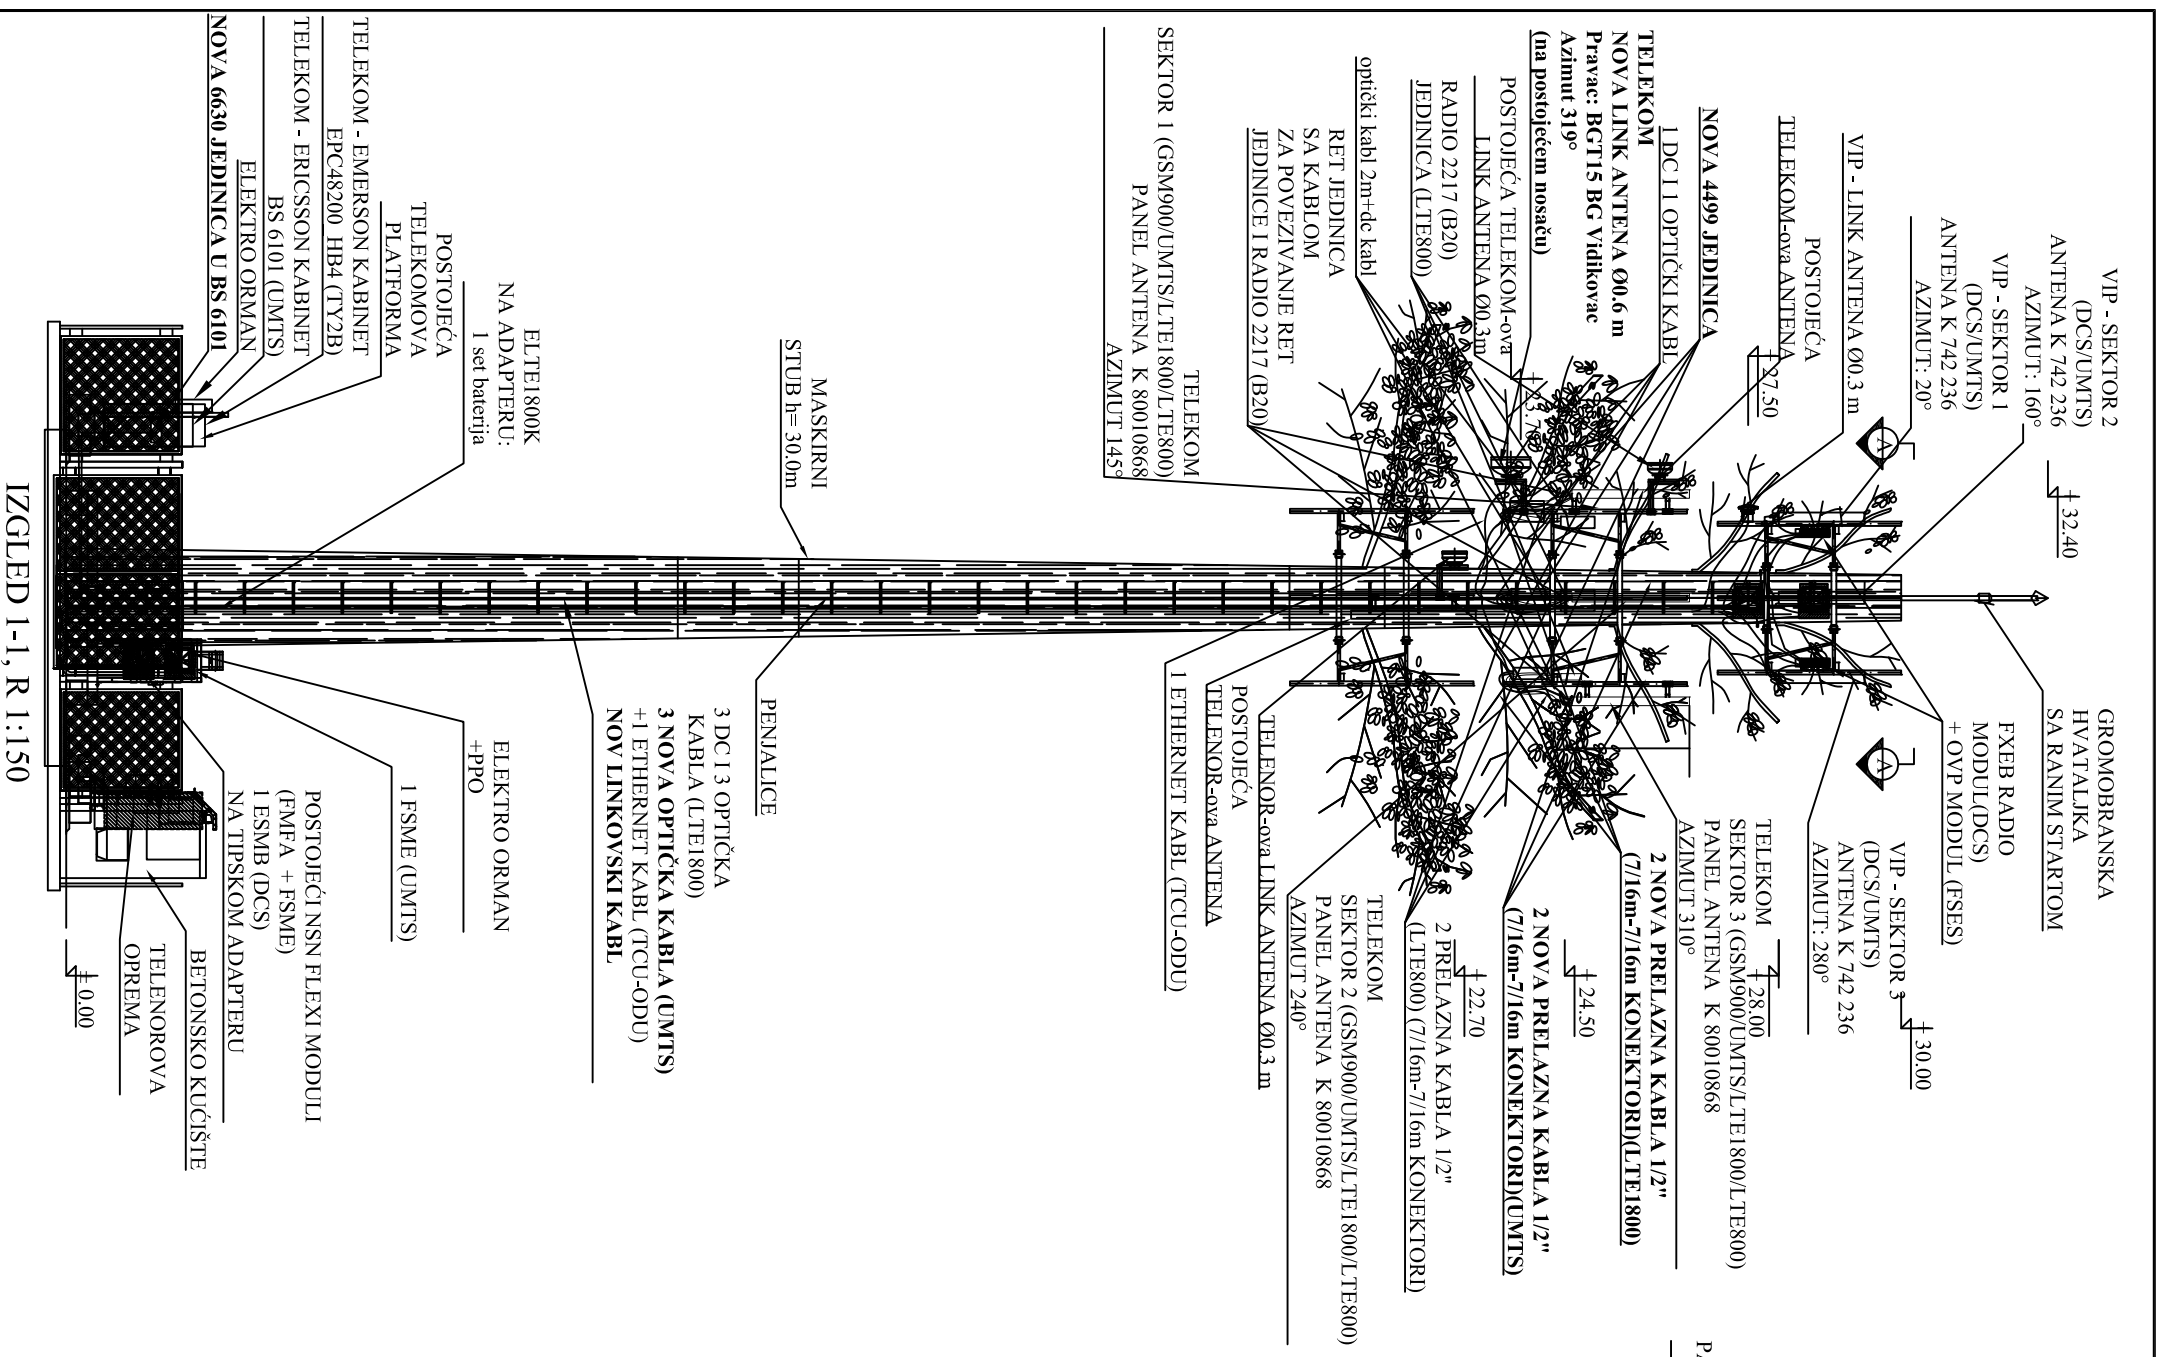 VIP - SEKTOR 2
(DCS/UMTS)
ANTENA K 742 236
AZIMUT: 160°
VIP - SEKTOR 1
(DCS/UMTS)
ANTENA K 742 236
AZIMUT: 20°
VIP - LINK ANTENA Ø0.3 m
POSTOJEĆA
TELEKOM-ova ANTENA
NOVA 4499 JEDINICA
1 DC I 1 OPTIČKI KABL
TELEKOM
NOVA LINK ANTENA Ø0.6 m
Pravac: BGT15 BG Vidikovac
Azimut 319°
(na postojećem nosaču)
POSTOJEĆA TELEKOM-ova
LINK ANTENA Ø0.3m
RADIO 2217 (B20)
JEDINICA (LTE800)
optički kabl 2m+dc kabl
RET JEDINICA
SA KABLOM
ZA POVEZIVANJE RET
JEDINICE I RADIO 2217 (B20)
TELEKOM
SEKTOR 1 (GSM900/UMTS/LTE1800/LTE800)
PANEL ANTENA K 80010868
AZIMUT 145°
MASKIRNI
STUB h= 30.0m
ELTE1800K
NA ADAPTERU:
1 set baterija
POSTOJEĆA
TELEKOMOVA
PLATFORMA
TELEKOM - EMERSON KABINET
EPC48200 HB4 (TY2B)
TELEKOM - ERICSSON KABINET
BS 6101 (UMTS)
ELEKTRO ORMAN
NOVA 6630 JEDINICA U BS 6101
+ 32.40
+ 27.50
A
A
GROMOBRANSKA
HVATALJKA
SA RANIM STARTOM
FXEB RADIO
MODUL(DCS)
+ OVP MODUL (FSES)
+ 30.00
VIP - SEKTOR 3
(DCS/UMTS)
ANTENA K 742 236
AZIMUT: 280°
+ 28.00
TELEKOM
SEKTOR 3 (GSM900/UMTS/LTE1800/LTE800)
PANEL ANTENA K 80010868
AZIMUT 310°
2 NOVA PRELAZNA KABLA 1/2"
(7/16m-7/16m KONEKTORI)(LTE1800)
+ 24.50
2 NOVA PRELAZNA KABLA 1/2"
(7/16m-7/16m KONEKTORI)(UMTS)
+ 22.70
2 PRELAZNA KABLA 1/2"
(LTE800) (7/16m-7/16m KONEKTORI)
TELEKOM
SEKTOR 2 (GSM900/UMTS/LTE1800/LTE800)
PANEL ANTENA K 80010868
AZIMUT 240°
TELENOR-ova LINK ANTENA Ø0.3 m
POSTOJEĆA
TELENOR-ova ANTENA
1 ETHERNET KABL (TCU-ODU)
PENJALICE
3 DC I 3 OPTIČKA
KABLA (LTE1800)
3 NOVA OPTIČKA KABLA (UMTS)
+1 ETHERNET KABL (TCU-ODU)
NOV LINKOVSKI KABL
ELEKTRO ORMAN
+PPO
1 FSME (UMTS)
POSTOJEĆI NSN FLEXI MODULI
(FMFA + FSME)
1 ESMB (DCS)
NA TIPSKOM ADAPTERU
BETONSKO KUĆIŠTE
TELENOROVA
OPREMA
± 0.00
IZGLED 1-1, R 1:150